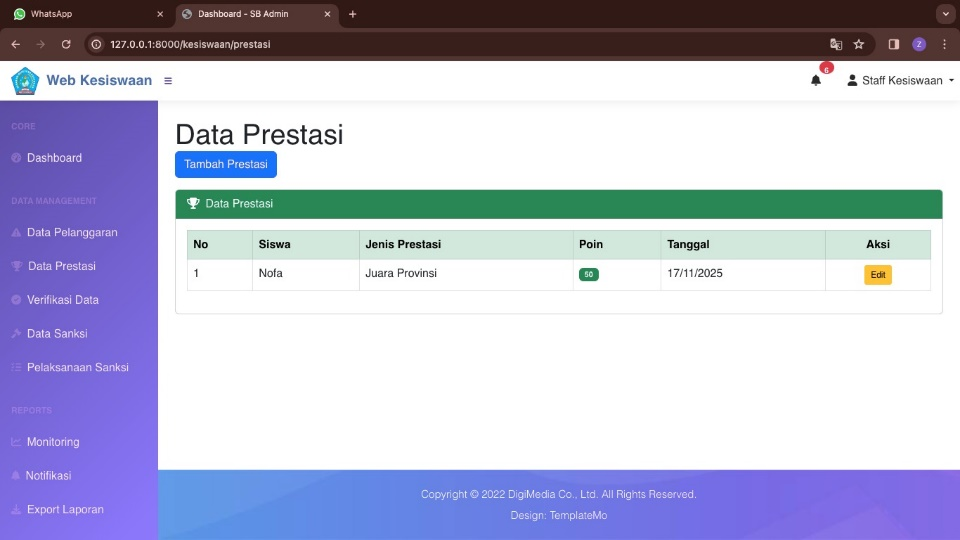 WhatsApp
Dashboard - SB Admin
127.0.0.1:8000/kesiswaan/prestasi
Z
Web Kesiswaan
6
Staff Kesiswaan
CORE
Dashboard
DATA MANAGEMENT
Data Pelanggaran
Data Prestasi
Verifikasi Data
Data Sanksi
Pelaksanaan Sanksi
REPORTS
Monitoring
Notifikasi
Export Laporan
Data Prestasi
Tambah Prestasi
Data Prestasi
No Siswa Jenis Prestasi Poin Tanggal Aksi
1 Nofa Juara Provinsi 50 17/11/2025 Edit
Copyright © 2022 DigiMedia Co., Ltd. All Rights Reserved.
Design: TemplateMo